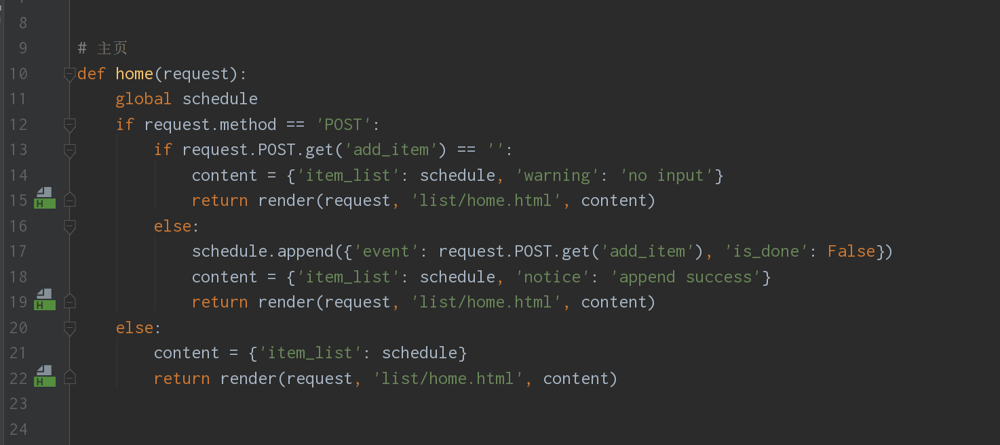 8
9 # 主页
10 def home(request):
11     global schedule
12     if request.method == 'POST':
13         if request.POST.get('add_item') == '':
14             content = {'item_list': schedule, 'warning': 'no input'}
15 H             return render(request, 'list/home.html', content)
16         else:
17             schedule.append({'event': request.POST.get('add_item'), 'is_done': False})
18             content = {'item_list': schedule, 'notice': 'append success'}
19 H             return render(request, 'list/home.html', content)
20     else:
21         content = {'item_list': schedule}
22 H         return render(request, 'list/home.html', content)
23
24